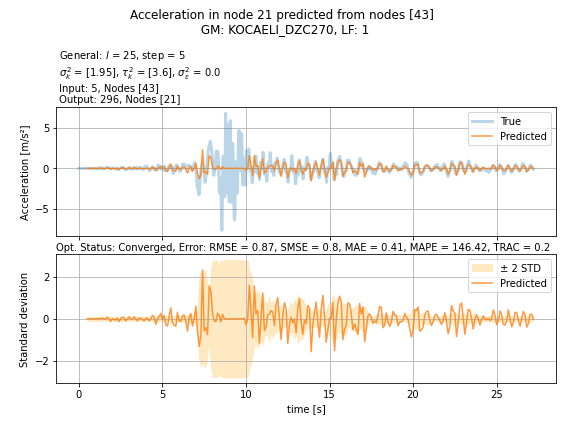 Acceleration in node 21 predicted from nodes [43]
GM: KOCAELI_DZC270, LF: 1
General: l = 25, step = 5
σ²ₖ = [1.95], τ²ₖ = [3.6], σ²ε = 0.0
Input: 5, Nodes [43]
Output: 296, Nodes [21]
Acceleration [m/s²]
5
0
−5
True
Predicted
Opt. Status: Converged, Error: RMSE = 0.87, SMSE = 0.8, MAE = 0.41, MAPE = 146.42, TRAC = 0.2
Standard deviation
2
0
−2
± 2 STD
Predicted
0 5 10 15 20 25
time [s]